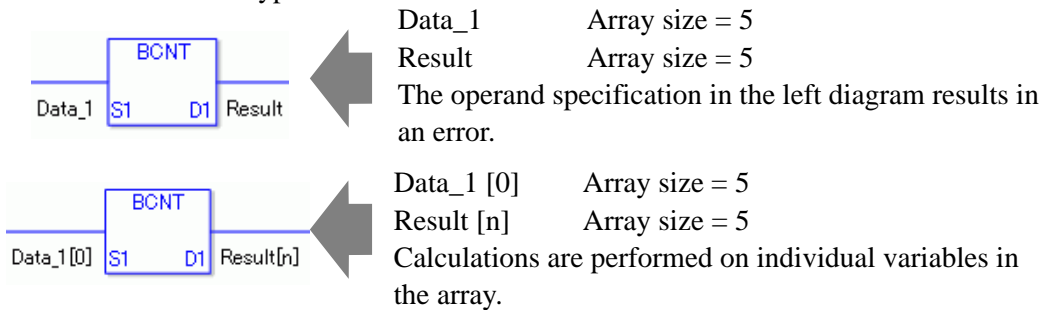 Data_1 Array size = 5
Result Array size = 5
The operand specification in the left diagram results in
an error.
BCNT
Data_1 S1 D1 Result
Data_1 [0] Array size = 5
Result [n] Array size = 5
Calculations are performed on individual variables in
the array.
BCNT
Data_1[0] S1 D1 Result[n]